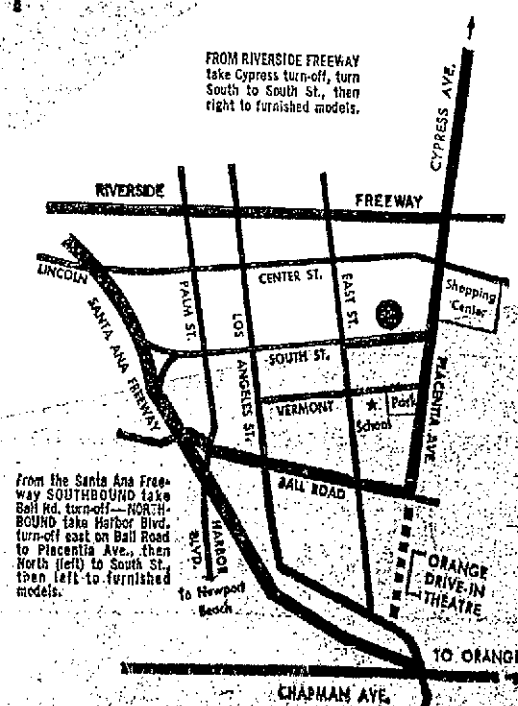 8
FROM RIVERSIDE FREEWAY
take Cypress turn-off, turn
South to South St., then
right to furnished models.
CYPRESS AVE.
RIVERSIDE FREEWAY
LINCOLN
CENTER ST.
Shopping
Center
SANTA ANA FREEWAY
PALM ST.
LOS ANGELES ST.
EAST ST.
SOUTH ST.
PLACENTIA AVE.
VERMONT
School
Park
BALL ROAD
From the Santa Ana Free-
way SOUTHBOUND take
Ball Rd. turn-off—NORTH-
BOUND take Harbor Blvd.
turn-off east on Ball Road
to Placentia Ave., then
North (left) to South St.,
then left to furnished
models.
HARBOR
BLVD.
to Newport
Beach
ORANGE
DRIVE-IN
THEATRE
TO ORANGE
CHAPMAN AVE.